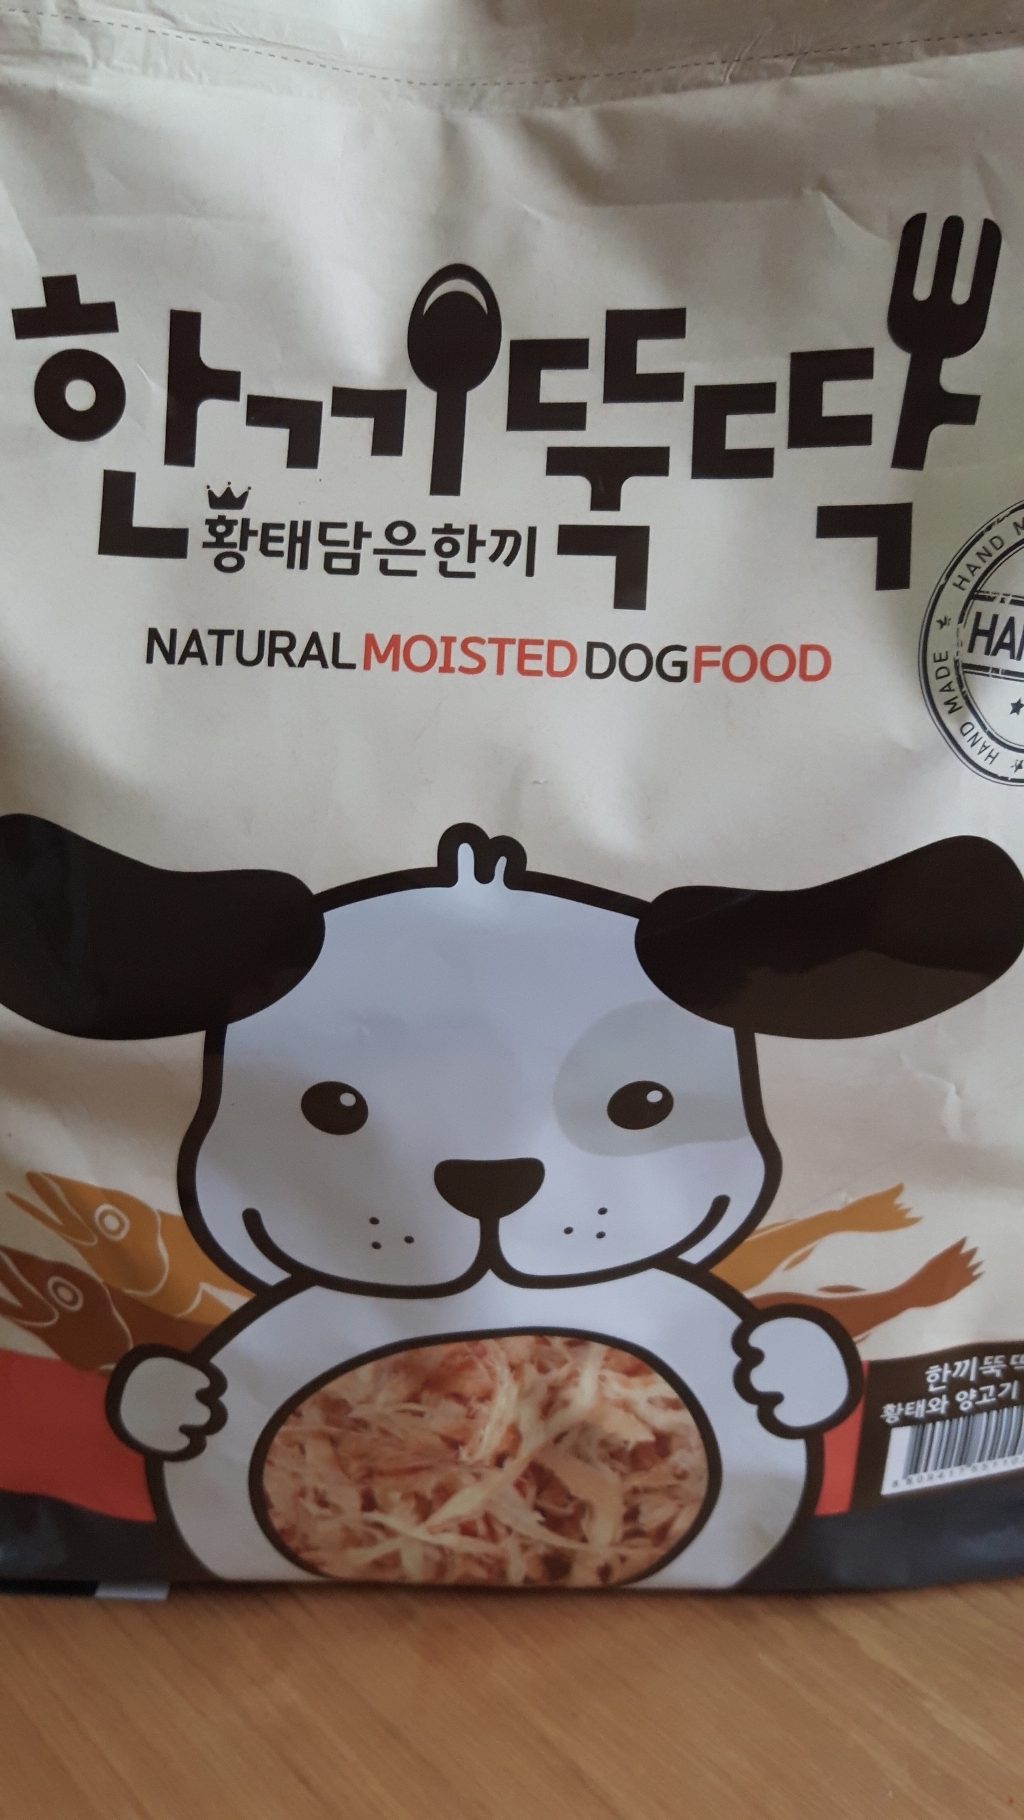 한끼뚝딱
황태담은한끼
NATURAL MOISTED DOG FOOD
HAND MADE
HAND
한끼뚝
황태와 양고기